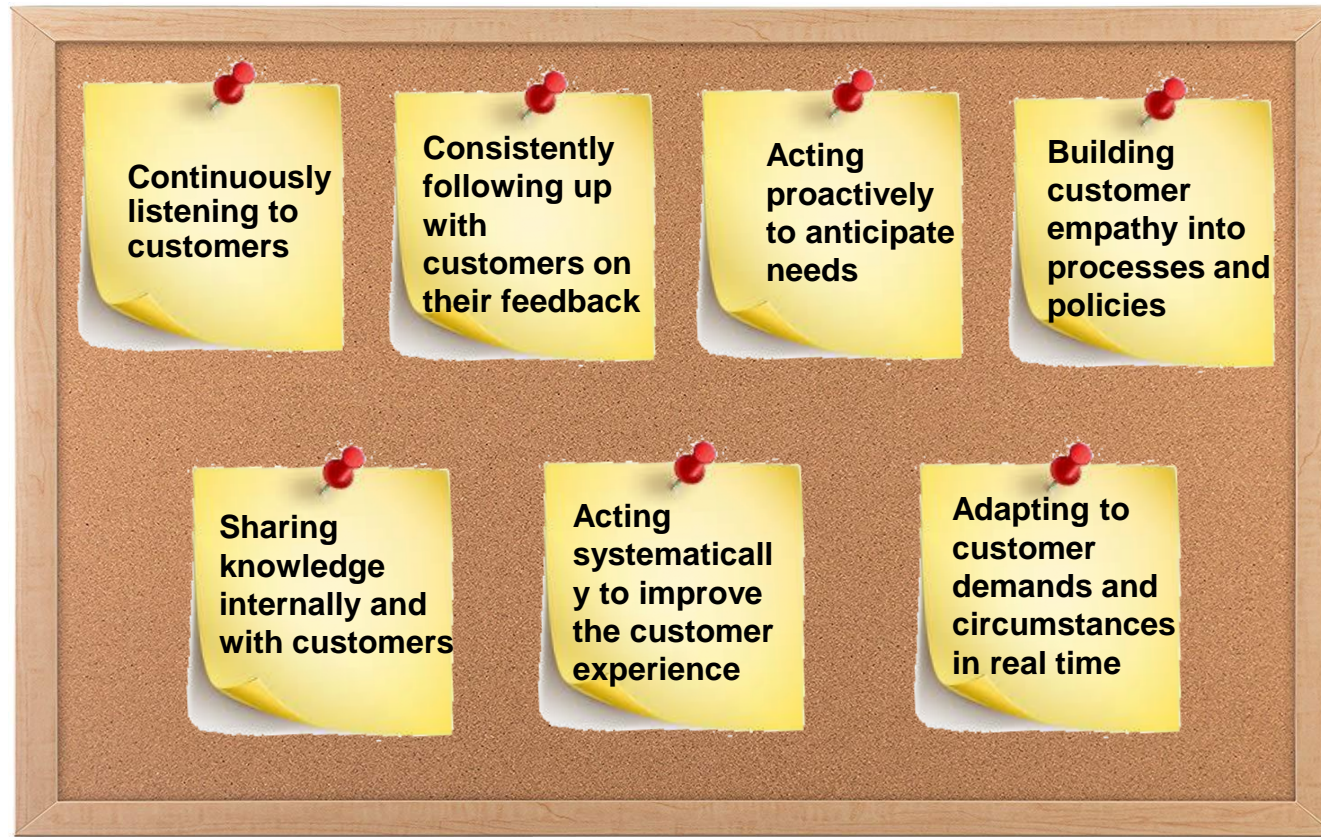 Continuously
listening to
customers
Consistently
following up
with
customers on
their feedback
Acting
proactively
to anticipate
needs
Building
customer
empathy into
processes and
policies
Sharing
knowledge
internally and
with customers
Acting
systematicall
y to improve
the customer
experience
Adapting to
customer
demands and
circumstances
in real time